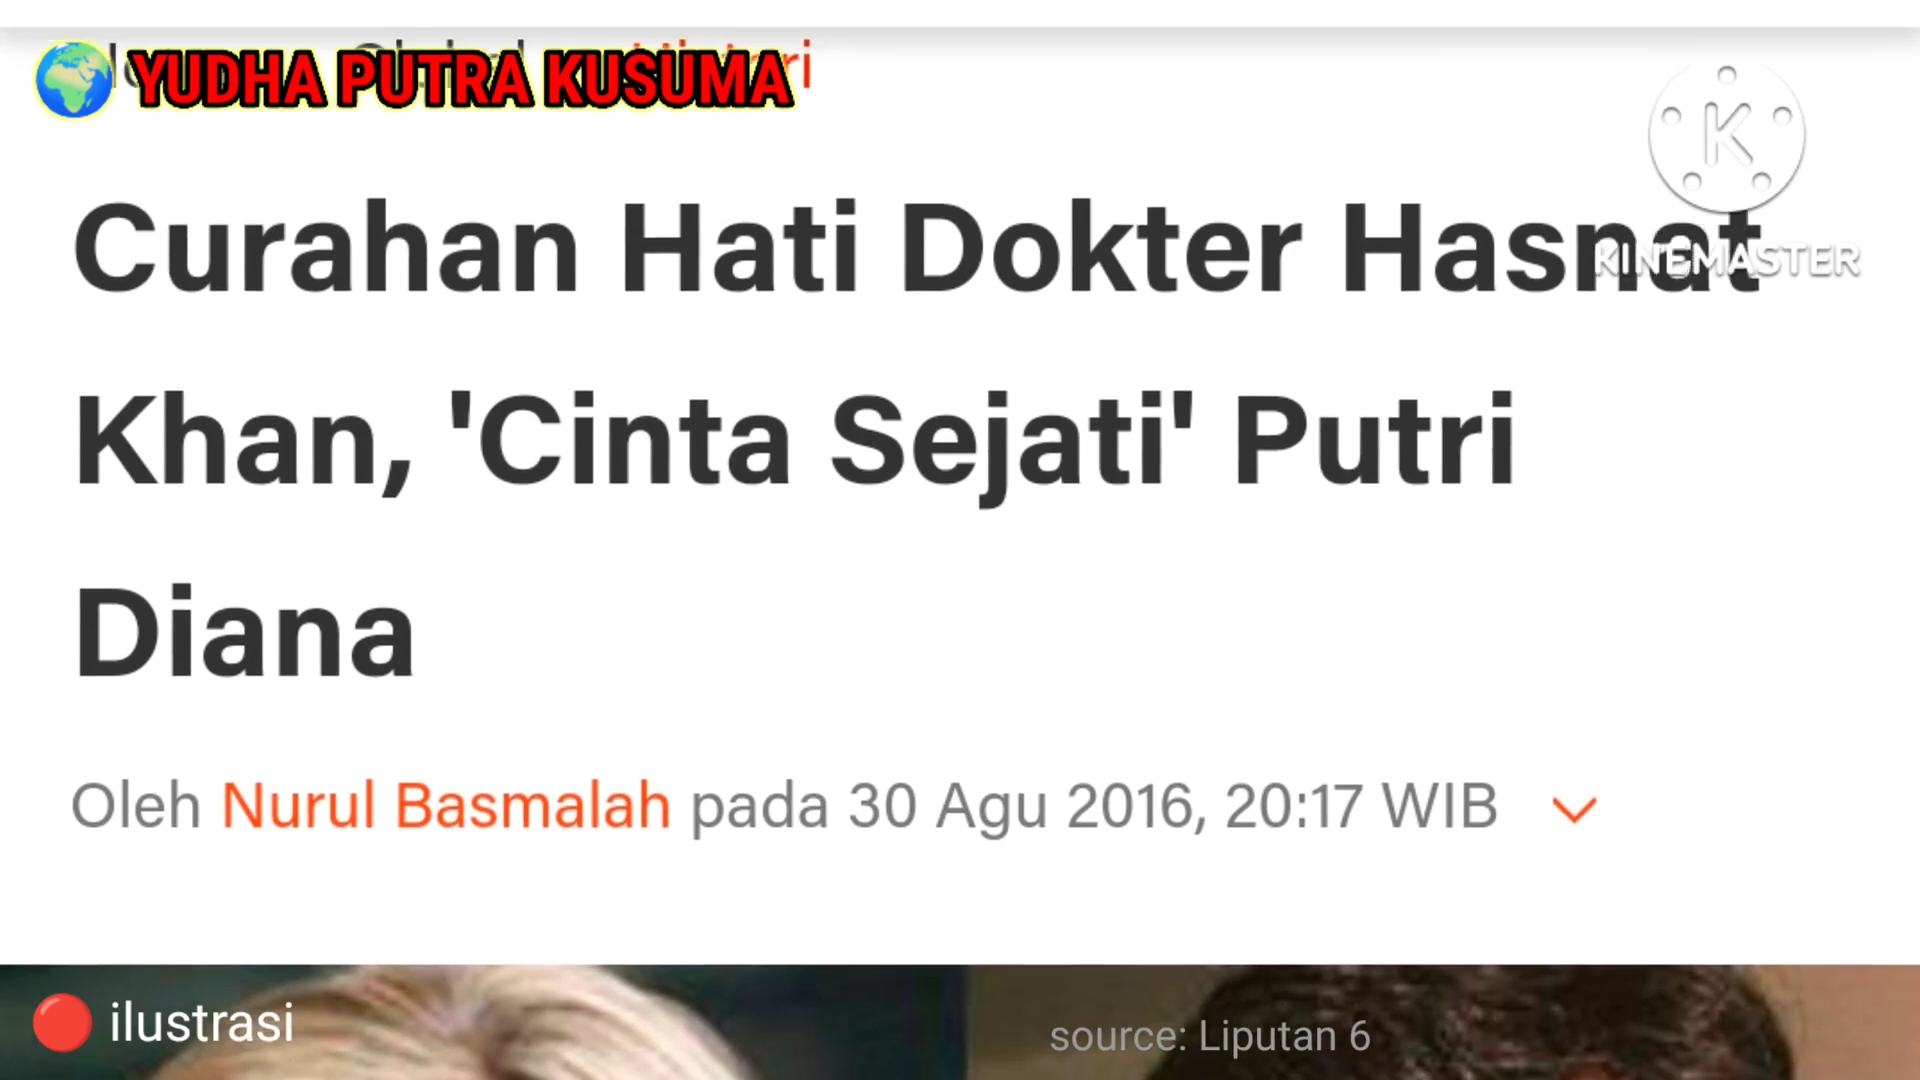 YUDHA PUTRA KUSUMA
Curahan Hati Dokter Hasnat
KINEMASTER
Khan, 'Cinta Sejati' Putri
Diana
Oleh Nurul Basmalah pada 30 Agu 2016, 20:17 WIB
ilustrasi
source: Liputan 6